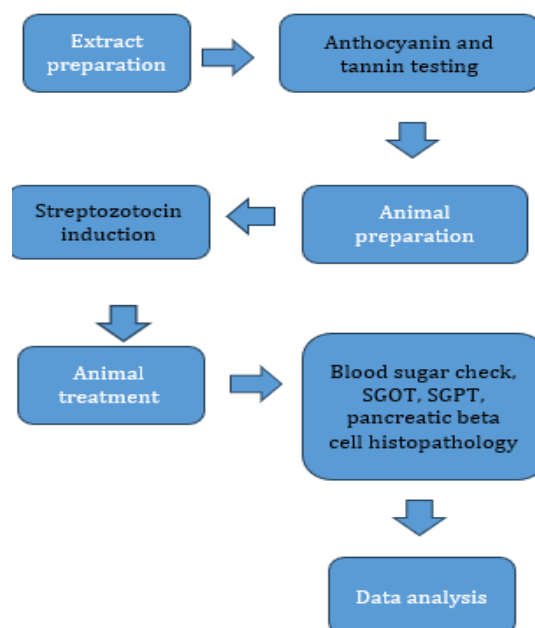 Extract
preparation
Anthocyanin and
tannin testing
Animal
preparation
Streptozotocin
induction
Animal
treatment
Blood sugar check,
SGOT, SGPT,
pancreatic beta
cell histopathology
Data analysis